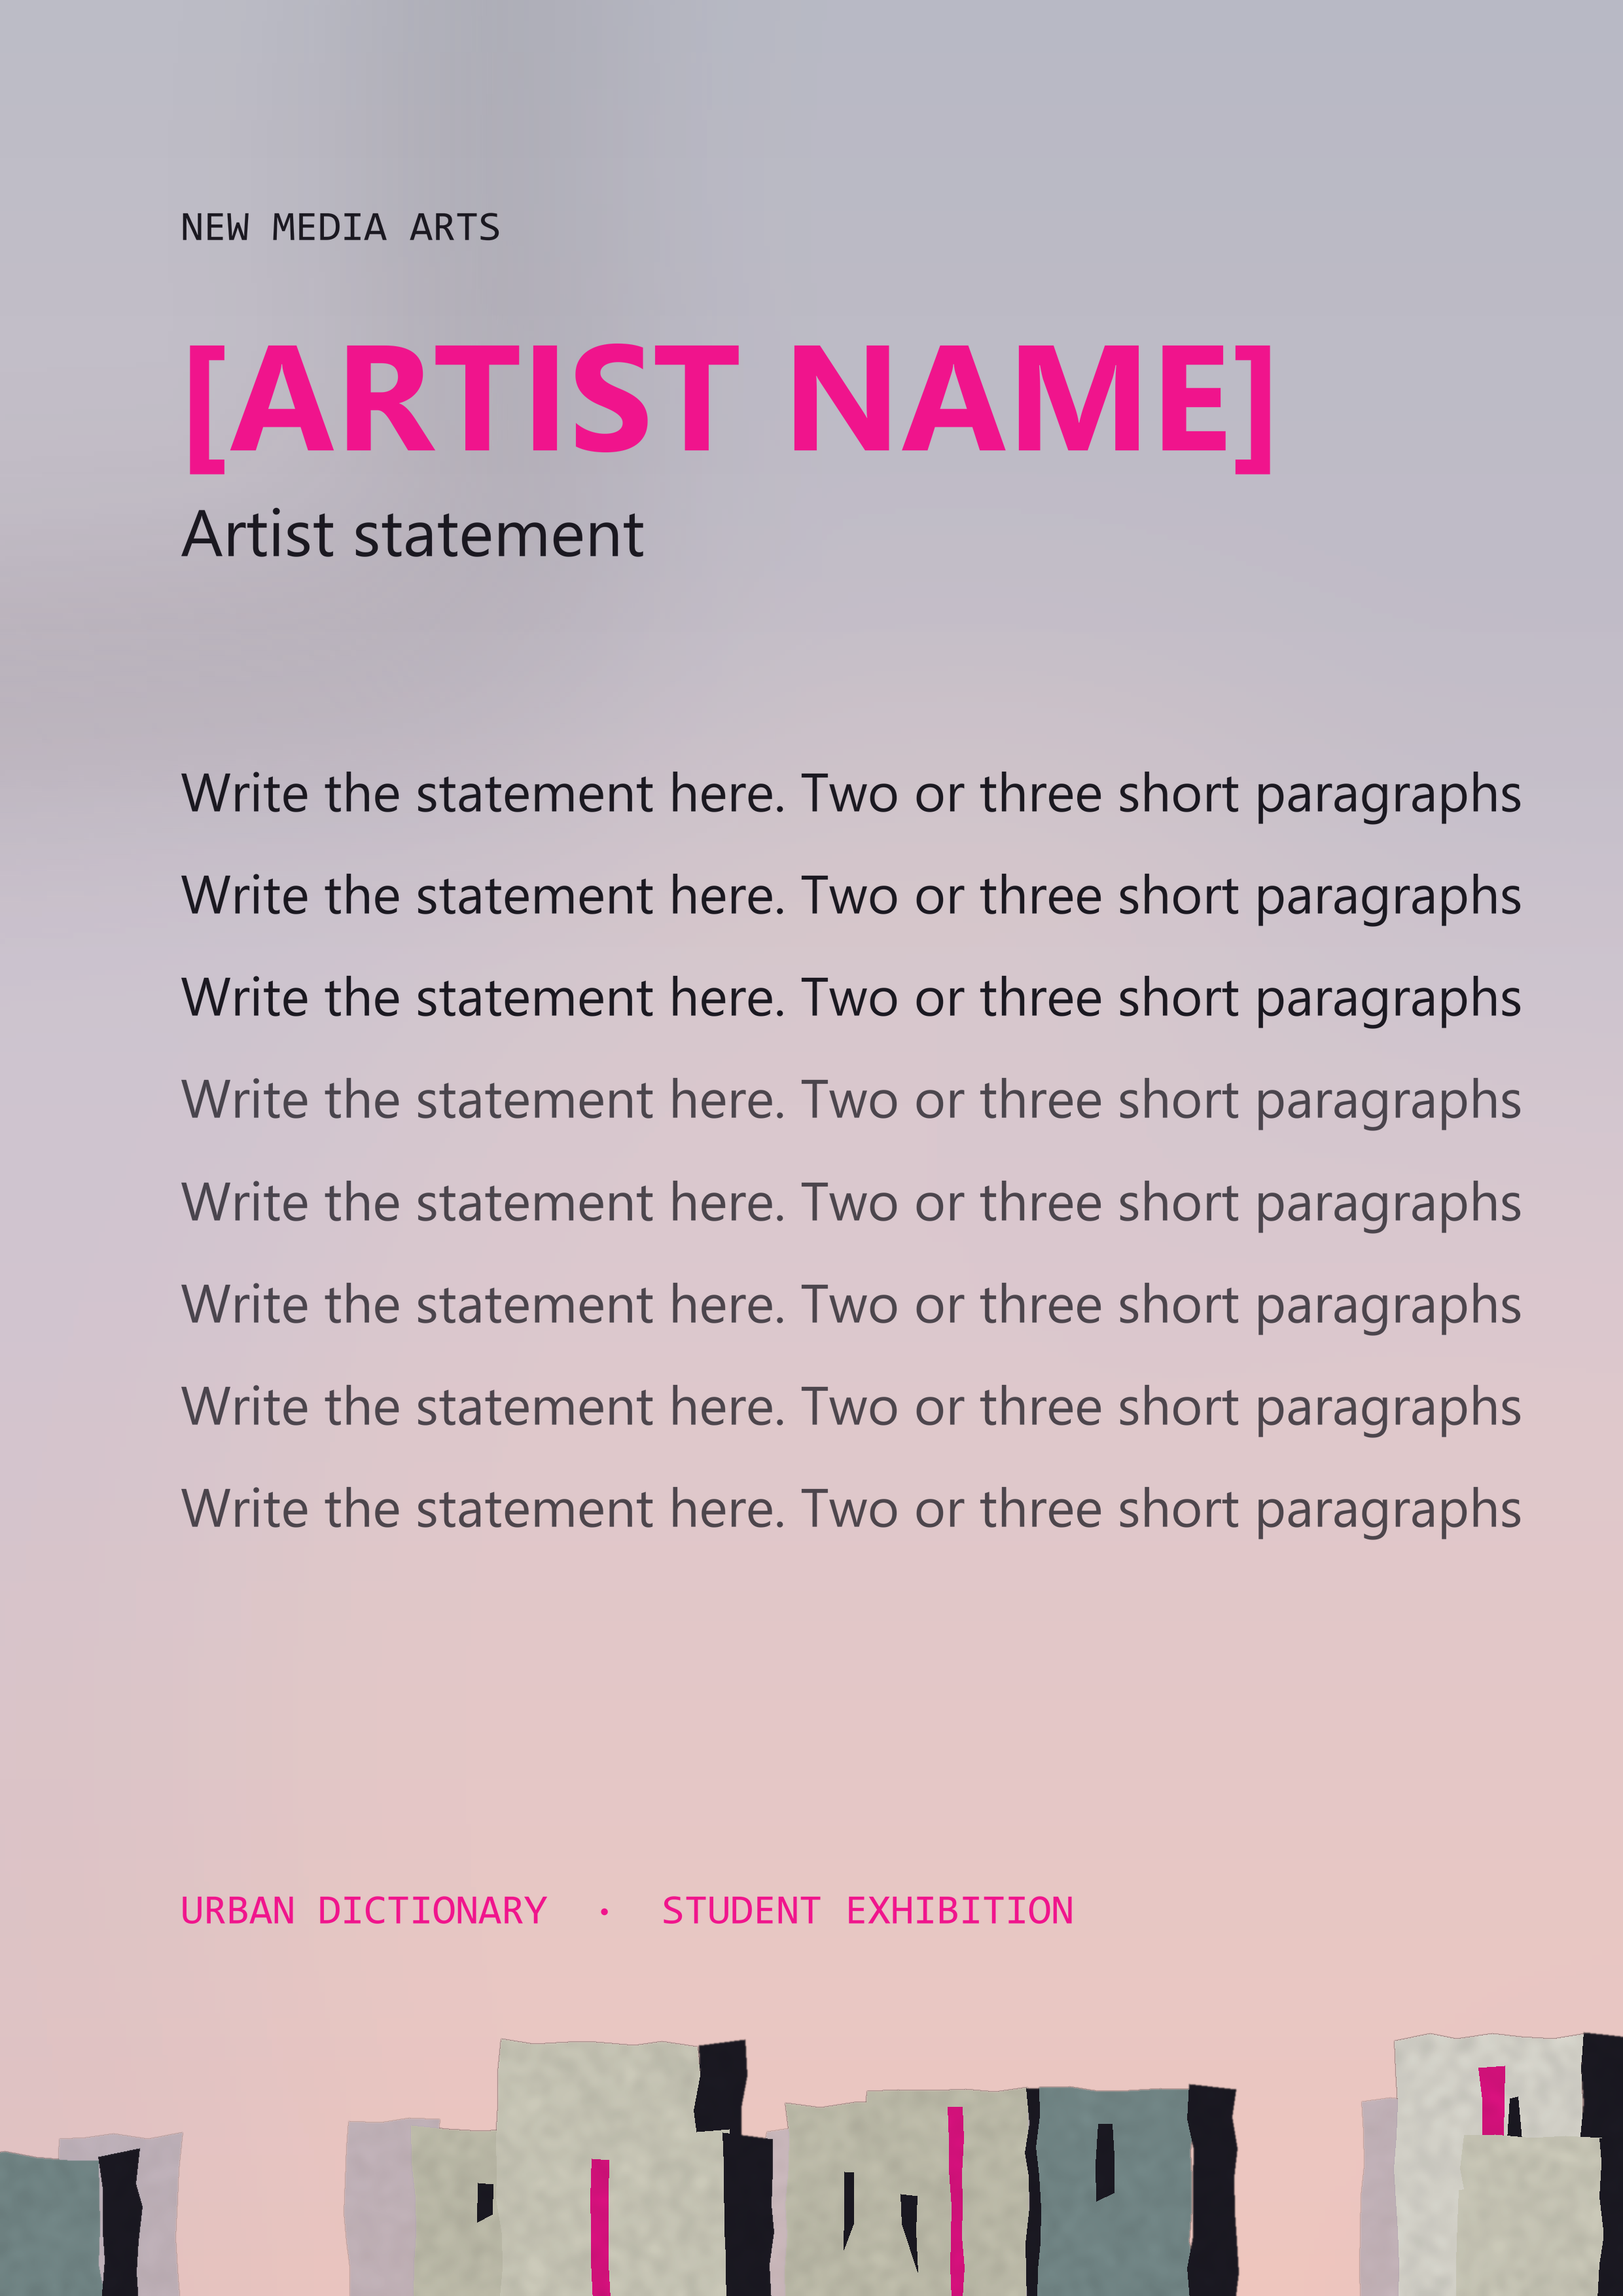 NEW MEDIA ARTS
[ARTIST NAME]
Artist statement
Write the statement here. Two or three short paragraphs
Write the statement here. Two or three short paragraphs
Write the statement here. Two or three short paragraphs
Write the statement here. Two or three short paragraphs
Write the statement here. Two or three short paragraphs
Write the statement here. Two or three short paragraphs
Write the statement here. Two or three short paragraphs
Write the statement here. Two or three short paragraphs
URBAN DICTIONARY · STUDENT EXHIBITION